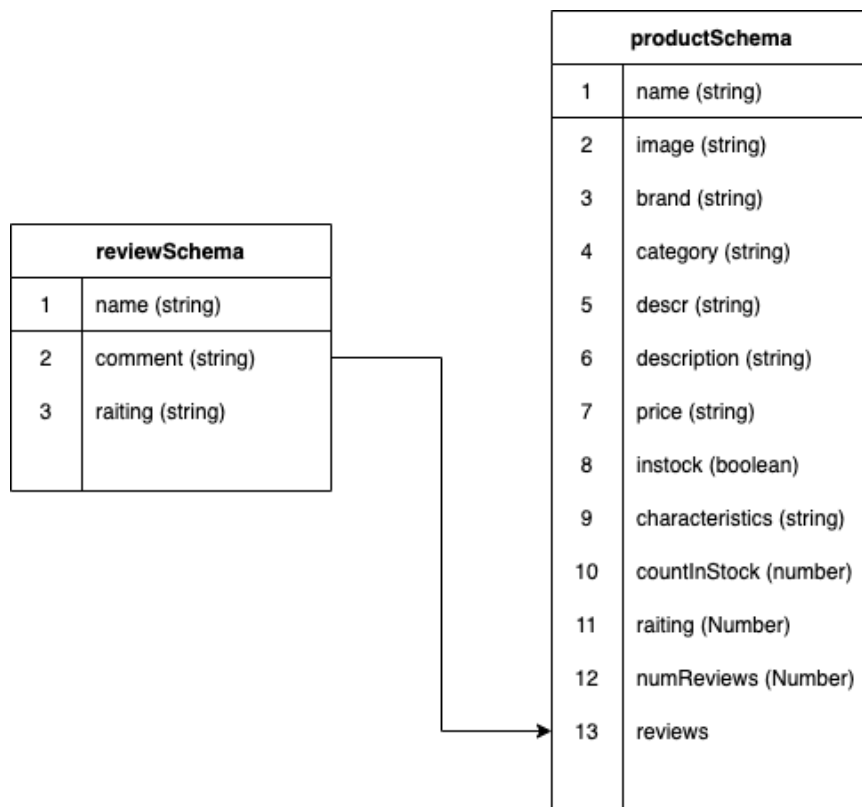 productSchema
1 name (string)
2 image (string)
3 brand (string)
4 category (string)
5 descr (string)
6 description (string)
7 price (string)
8 instock (boolean)
9 characteristics (string)
10 countInStock (number)
11 raiting (Number)
12 numReviews (Number)
13 reviews
reviewSchema
1 name (string)
2 comment (string)
3 raiting (string)